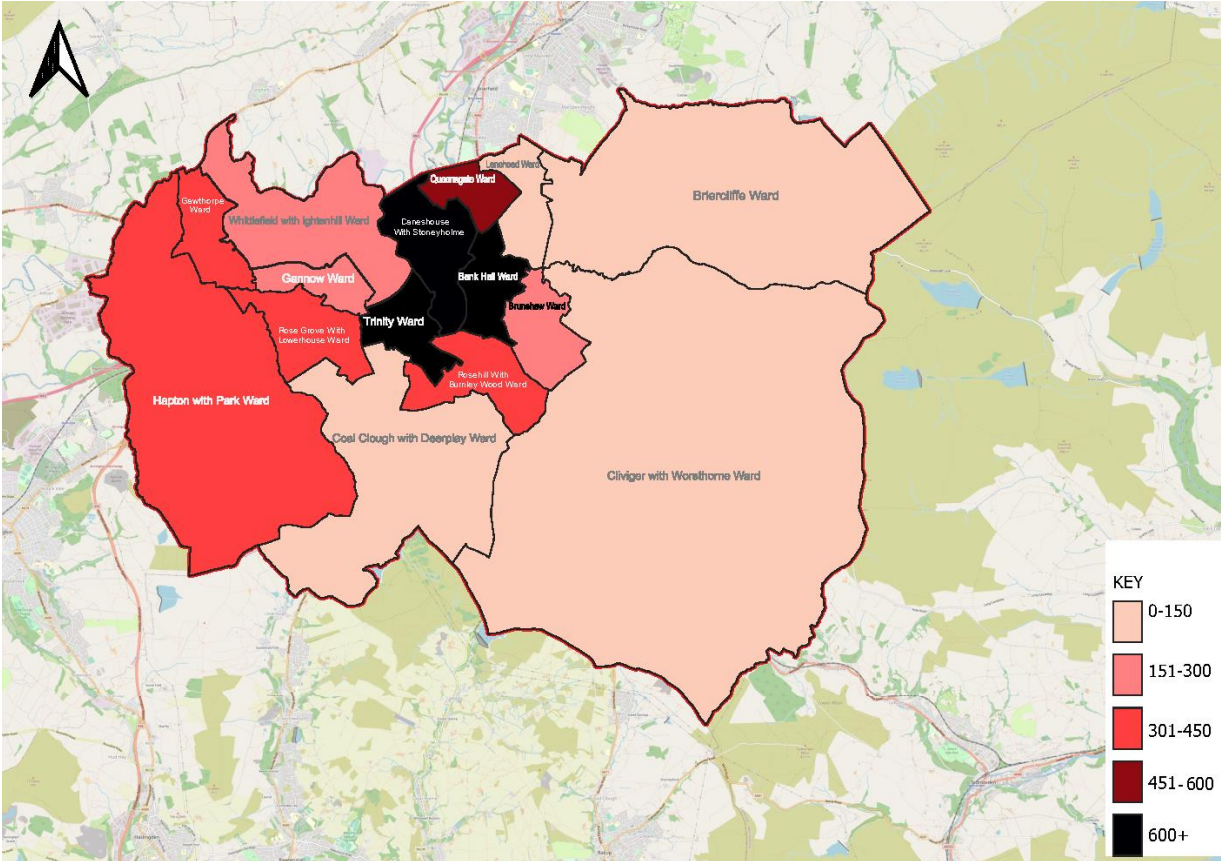 Lanehead Ward
Queensgate Ward
Briercliffe Ward
Gawthorpe
Ward
Whittlefield with Ightenhill Ward
Daneshouse
With Stoneyholme
Gannow Ward
Bank Hall Ward
Brunshaw Ward
Trinity Ward
Rose Grove With
Lowerhouse Ward
Rosehill With
Burnley Wood Ward
Hapton with Park Ward
Coal Clough with Deerplay Ward
Cliviger with Worsthorne Ward
KEY
0-150
151-300
301-450
451-600
600+